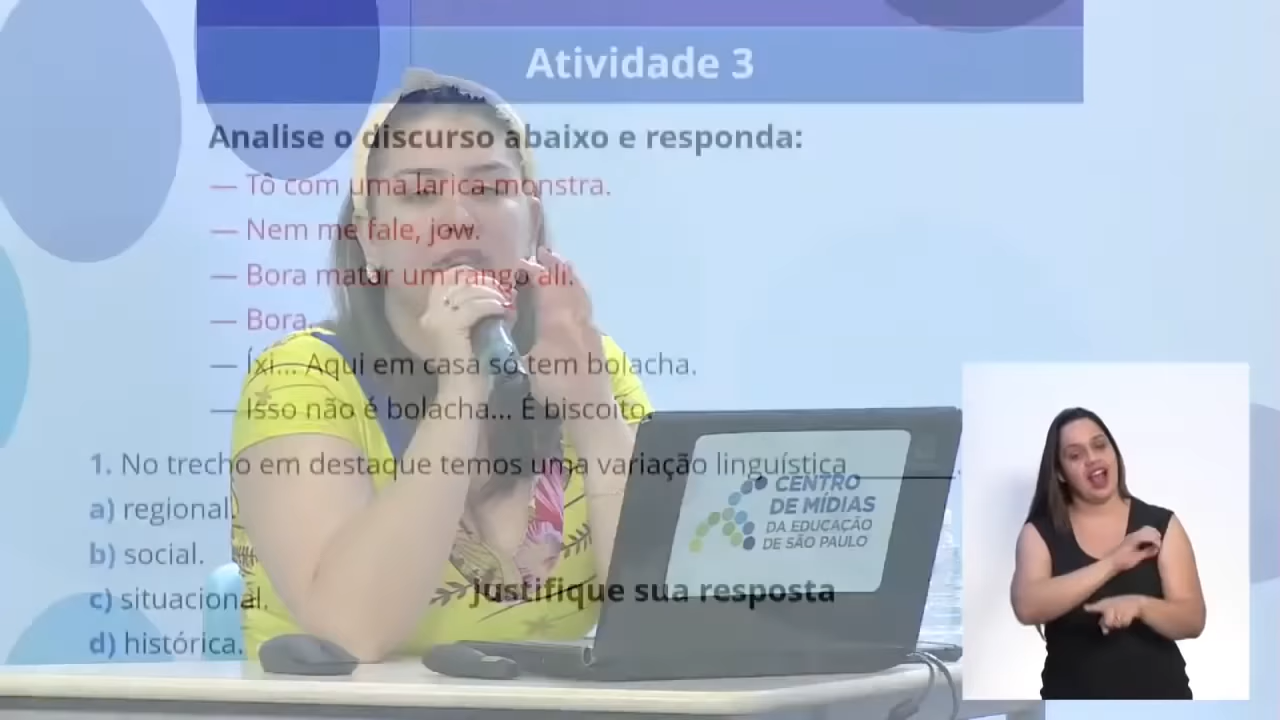 Atividade 3
Analise o discurso abaixo e responda:
— Tô com uma larica monstra.
— Nem me fale, jow.
— Bora matar um rango ali!
— Bora.
— Íxi... Aqui em casa só tem bolacha.
— Isso não é bolacha... É biscoito.
1. No trecho em destaque temos uma variação linguística ____.
a) regional.
b) social.
c) situacional.
d) histórica.
Justifique sua resposta
CENTRO
DE MÍDIAS
DA EDUCAÇÃO
DE SÃO PAULO